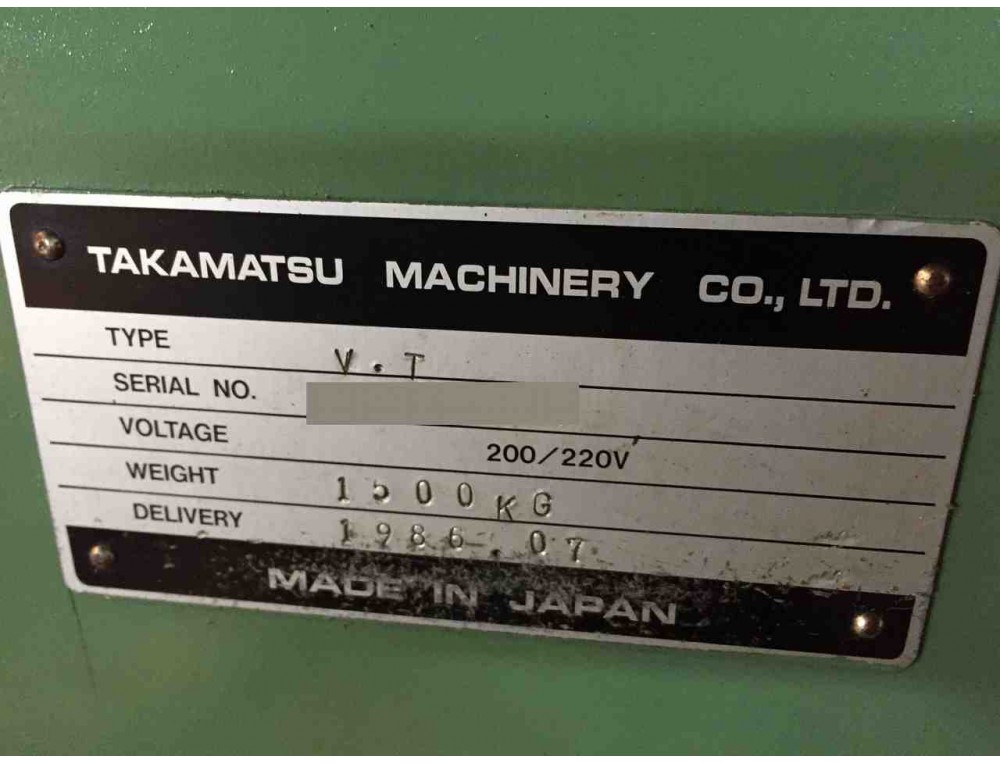 TAKAMATSU MACHINERY CO., LTD.
TYPE V・T
SERIAL NO.
VOLTAGE 200/220V
WEIGHT 1500KG
DELIVERY 1986.07
MADE IN JAPAN